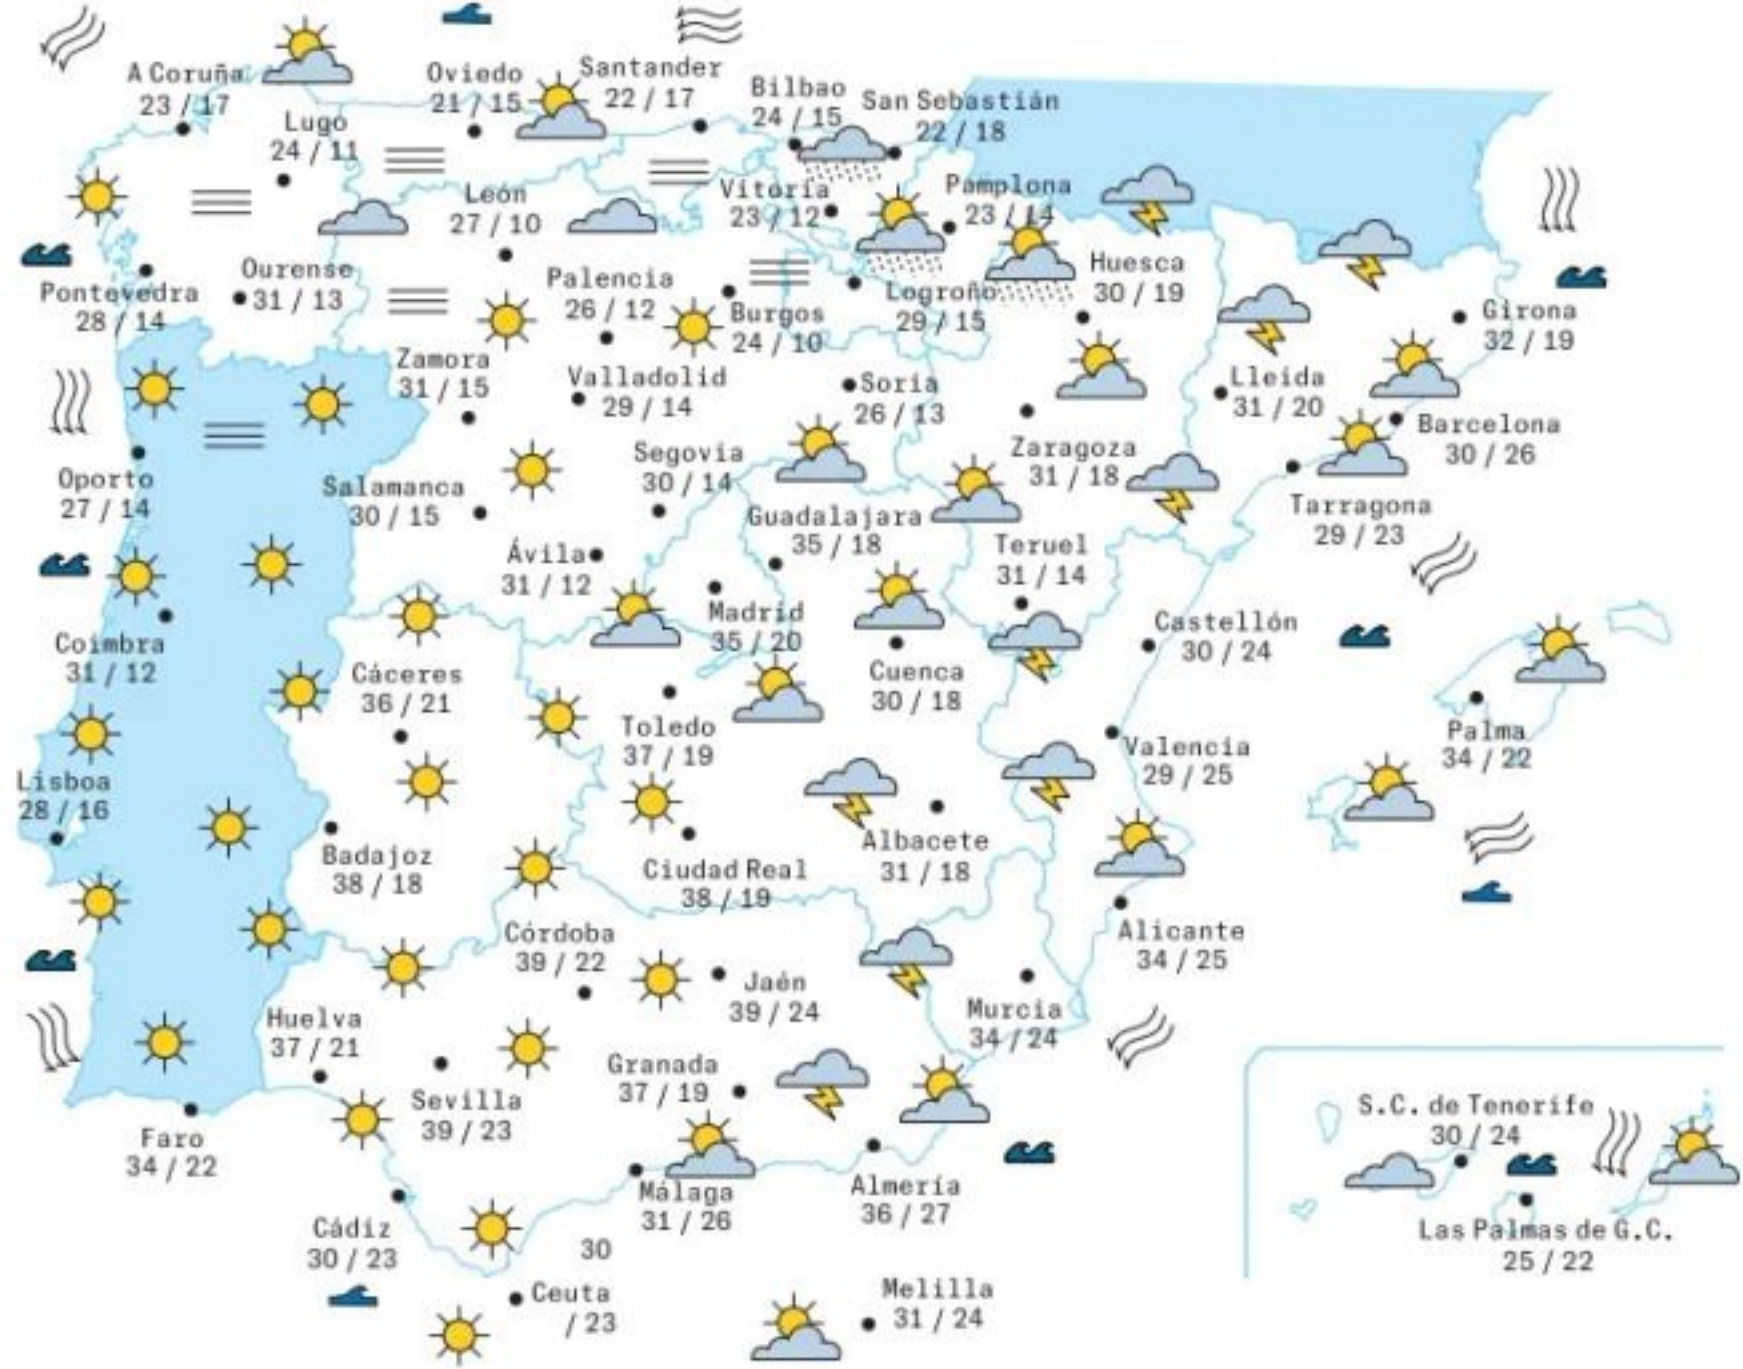 A Coruña
23 / 17
Oviedo
21 / 15
Santander
22 / 17
Bilbao
24 / 15
San Sebastián
22 / 18
Lugo
24 / 11
León
27 / 10
Vitoria
23 / 12
Pamplona
23 / 14
Pontevedra
28 / 14
Ourense
31 / 13
Palencia
26 / 12
Burgos
24 / 10
Logroño
29 / 15
Huesca
30 / 19
Girona
32 / 19
Zamora
31 / 15
Valladolid
29 / 14
Soria
26 / 13
Lleida
31 / 20
Barcelona
30 / 26
Oporto
27 / 14
Salamanca
30 / 15
Segovia
30 / 14
Zaragoza
31 / 18
Tarragona
29 / 23
Guadalajara
35 / 18
Ávila
31 / 12
Teruel
31 / 14
Coimbra
31 / 12
Madrid
35 / 20
Castellón
30 / 24
Cáceres
36 / 21
Cuenca
30 / 18
Toledo
37 / 19
Valencia
29 / 25
Palma
34 / 22
Lisboa
28 / 16
Badajoz
38 / 18
Ciudad Real
38 / 19
Albacete
31 / 18
Alicante
34 / 25
Córdoba
39 / 22
Jaén
39 / 24
Murcia
34 / 24
Huelva
37 / 21
Granada
37 / 19
Sevilla
39 / 23
Faro
34 / 22
Málaga
31 / 26
Almería
36 / 27
S.C. de Tenerife
30 / 24
Las Palmas de G.C.
25 / 22
Cádiz
30 / 23
30
Ceuta
/ 23
Melilla
31 / 24